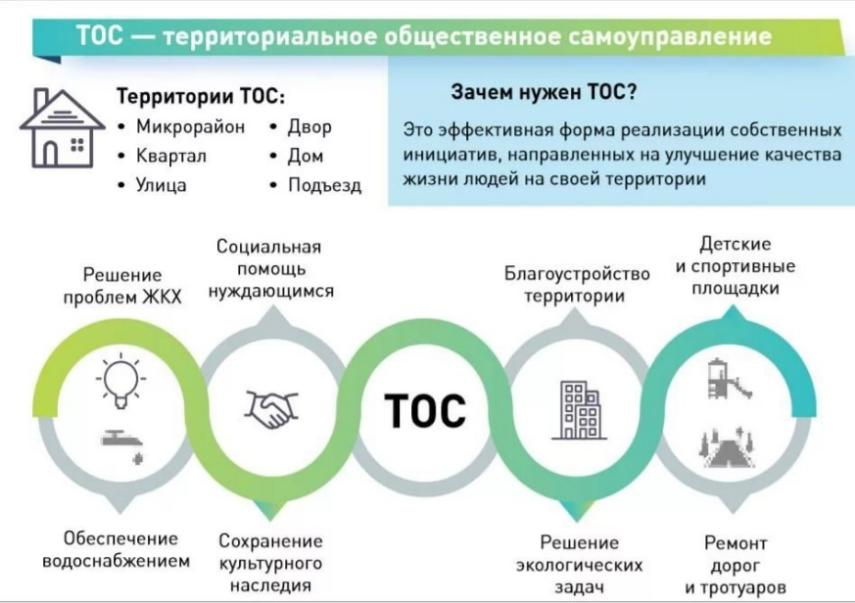 ТОС — территориальное общественное самоуправление
Территории ТОС:
• Микрорайон
• Квартал
• Улица
• Двор
• Дом
• Подъезд
Зачем нужен ТОС?
Это эффективная форма реализации собственных
инициатив, направленных на улучшение качества
жизни людей на своей территории
Решение
проблем ЖКХ
Социальная
помощь
нуждающимся
Благоустройство
территории
Детские
и спортивные
площадки
ТОС
Обеспечение
водоснабжением
Сохранение
культурного
наследия
Решение
экологических
задач
Ремонт
дорог
и тротуаров